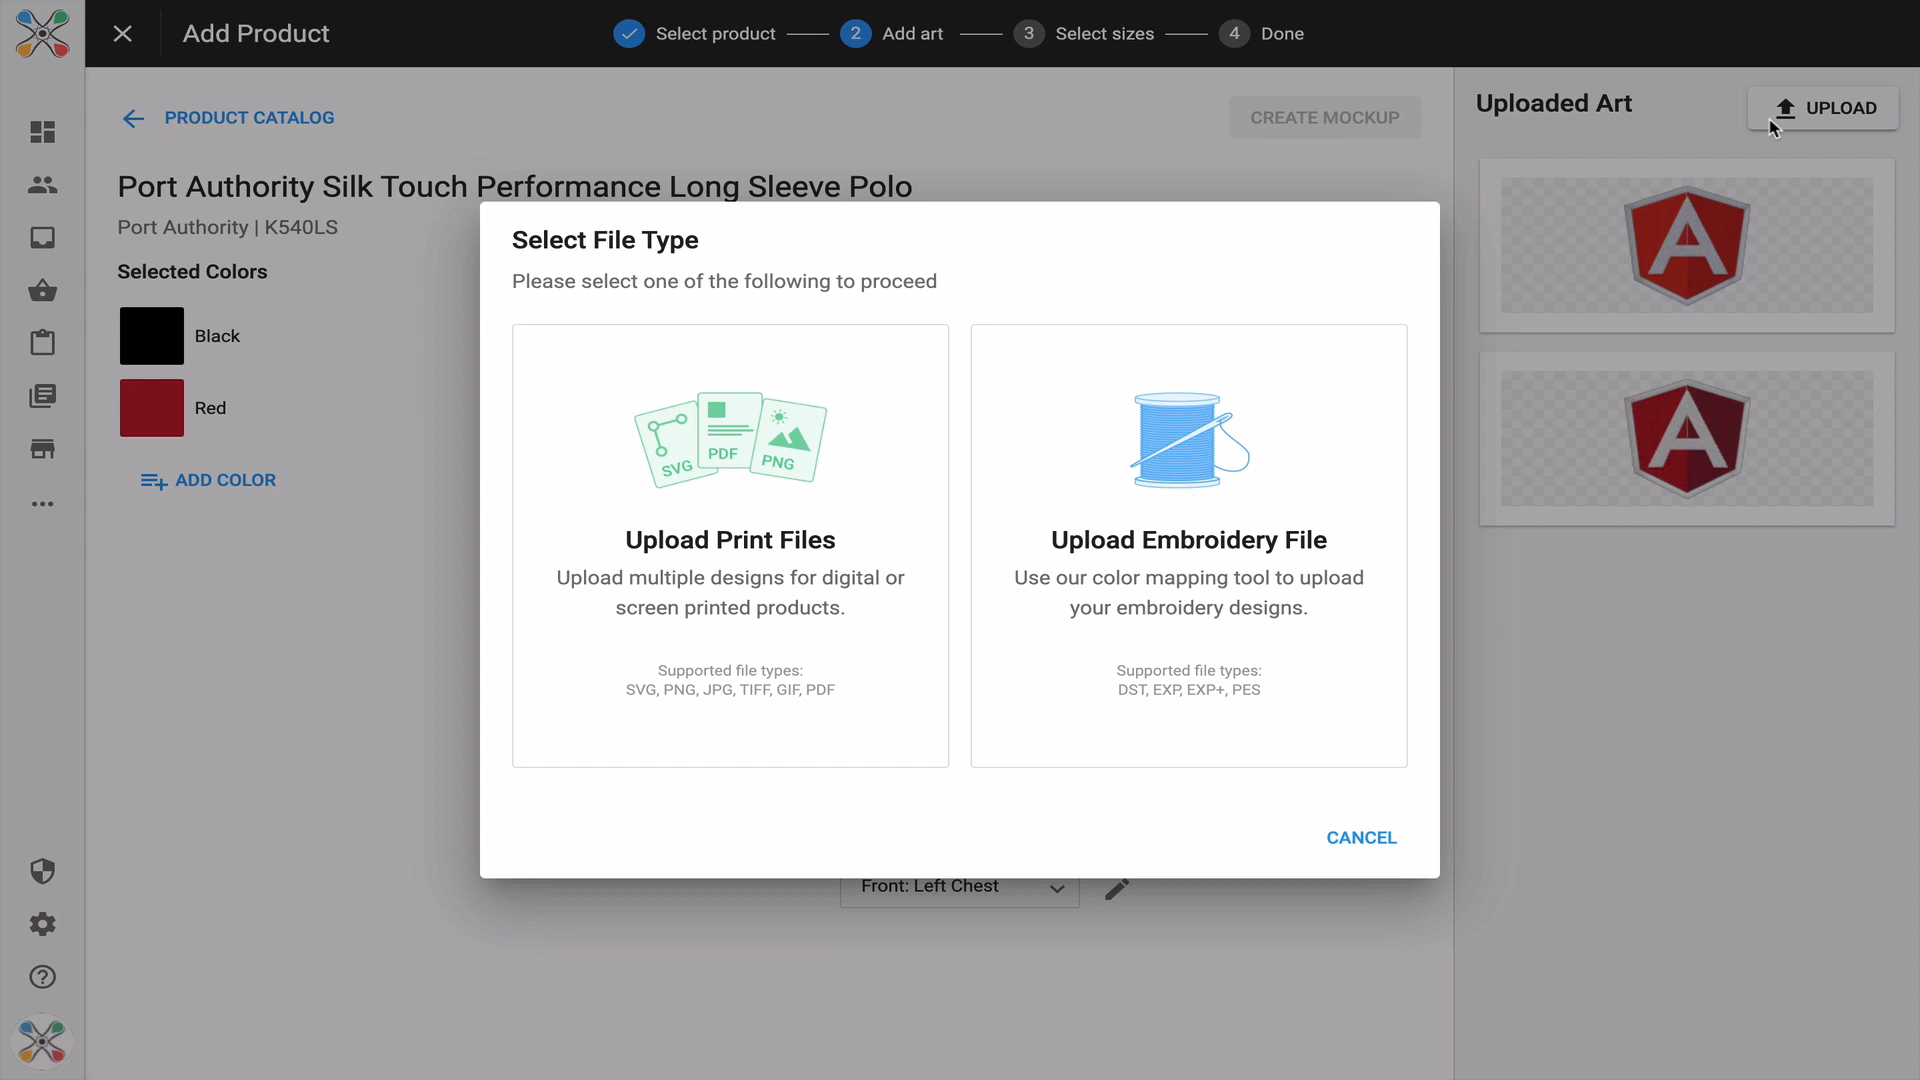 Add Product
Select product
2 Add art
3 Select sizes
4 Done
PRODUCT CATALOG
CREATE MOCKUP
Uploaded Art
UPLOAD
Port Authority Silk Touch Performance Long Sleeve Polo
Port Authority | K540LS
Selected Colors
Black
Red
ADD COLOR
Select File Type
Please select one of the following to proceed
SVG
PDF
PNG
Upload Print Files
Upload multiple designs for digital or
screen printed products.
Supported file types:
SVG, PNG, JPG, TIFF, GIF, PDF
Upload Embroidery File
Use our color mapping tool to upload
your embroidery designs.
Supported file types:
DST, EXP, EXP+, PES
CANCEL
Front: Left Chest
A
A